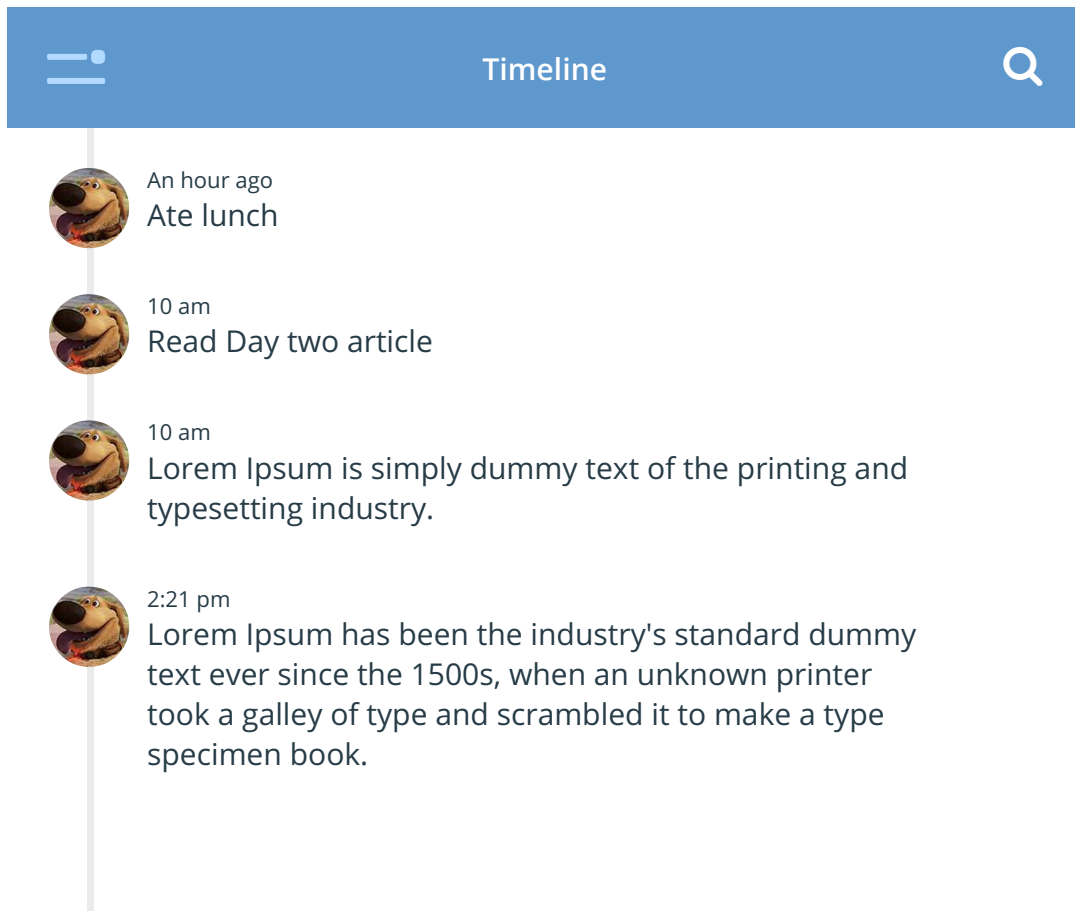 Timeline
An hour ago
Ate lunch
10 am
Read Day two article
10 am
Lorem Ipsum is simply dummy text of the printing and
typesetting industry.
2:21 pm
Lorem Ipsum has been the industry's standard dummy
text ever since the 1500s, when an unknown printer
took a galley of type and scrambled it to make a type
specimen book.